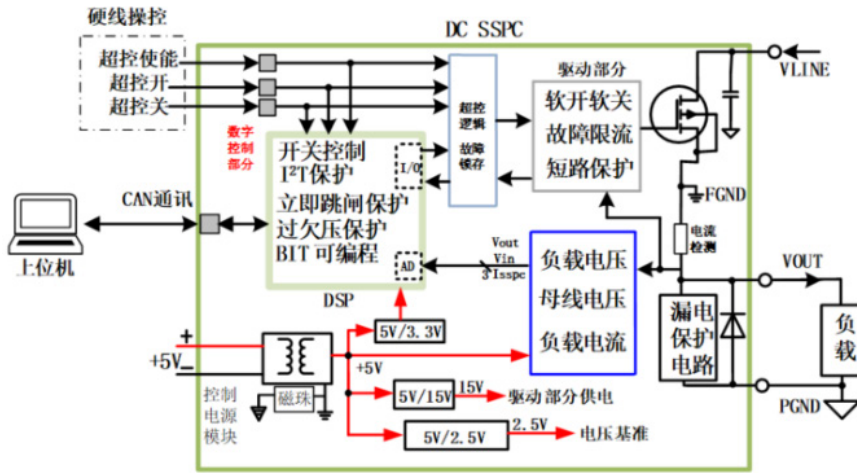 硬线操控
DC SSPC
超控使能
超控开
超控关
数字
控制
部分
超控
逻辑
故障
锁存
驱动部分
软开软关
故障限流
短路保护
VLINE
开关控制
I²T保护
立即跳闸保护
过欠压保护
BIT可编程
I/O
AD
DSP
CAN通讯
上位机
FGND
电流
检测
Vout
Vin
3 Isspc
负载电压
母线电压
负载电流
VOUT
漏电
保护
电路
负
载
PGND
+
+5V
−
控制
电源
模块
磁珠
+5V
5V/3.3V
5V/15V
15V
驱动部分供电
5V/2.5V
2.5V
电压基准